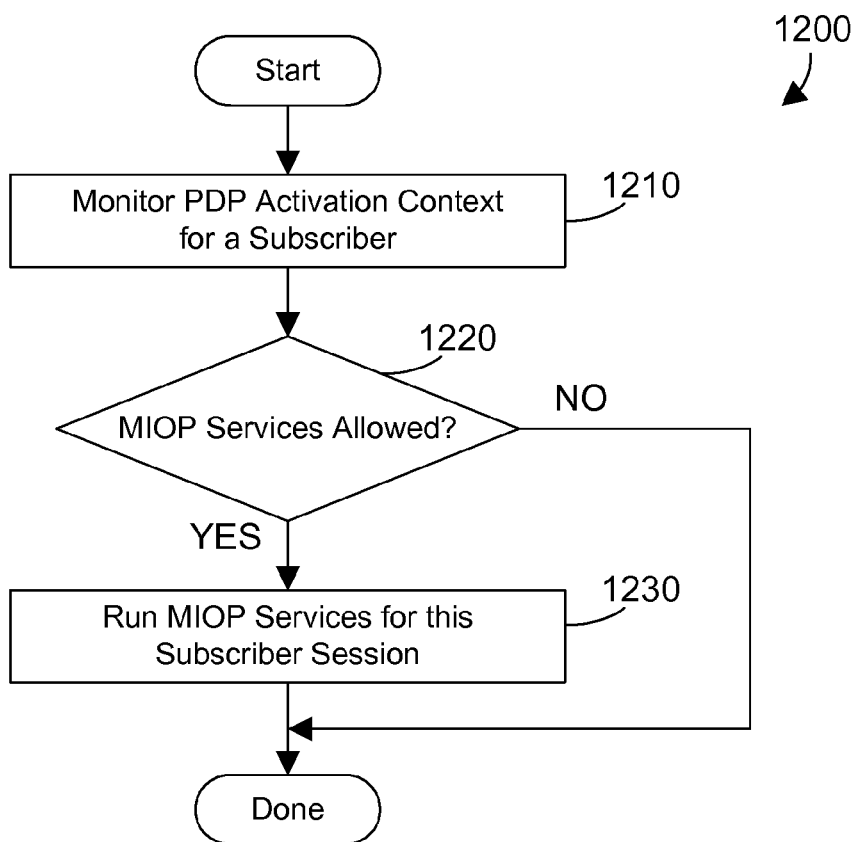 1200
Start
Monitor PDP Activation Context
for a Subscriber
1210
1220
MIOP Services Allowed?
NO
YES
Run MIOP Services for this
Subscriber Session
1230
Done